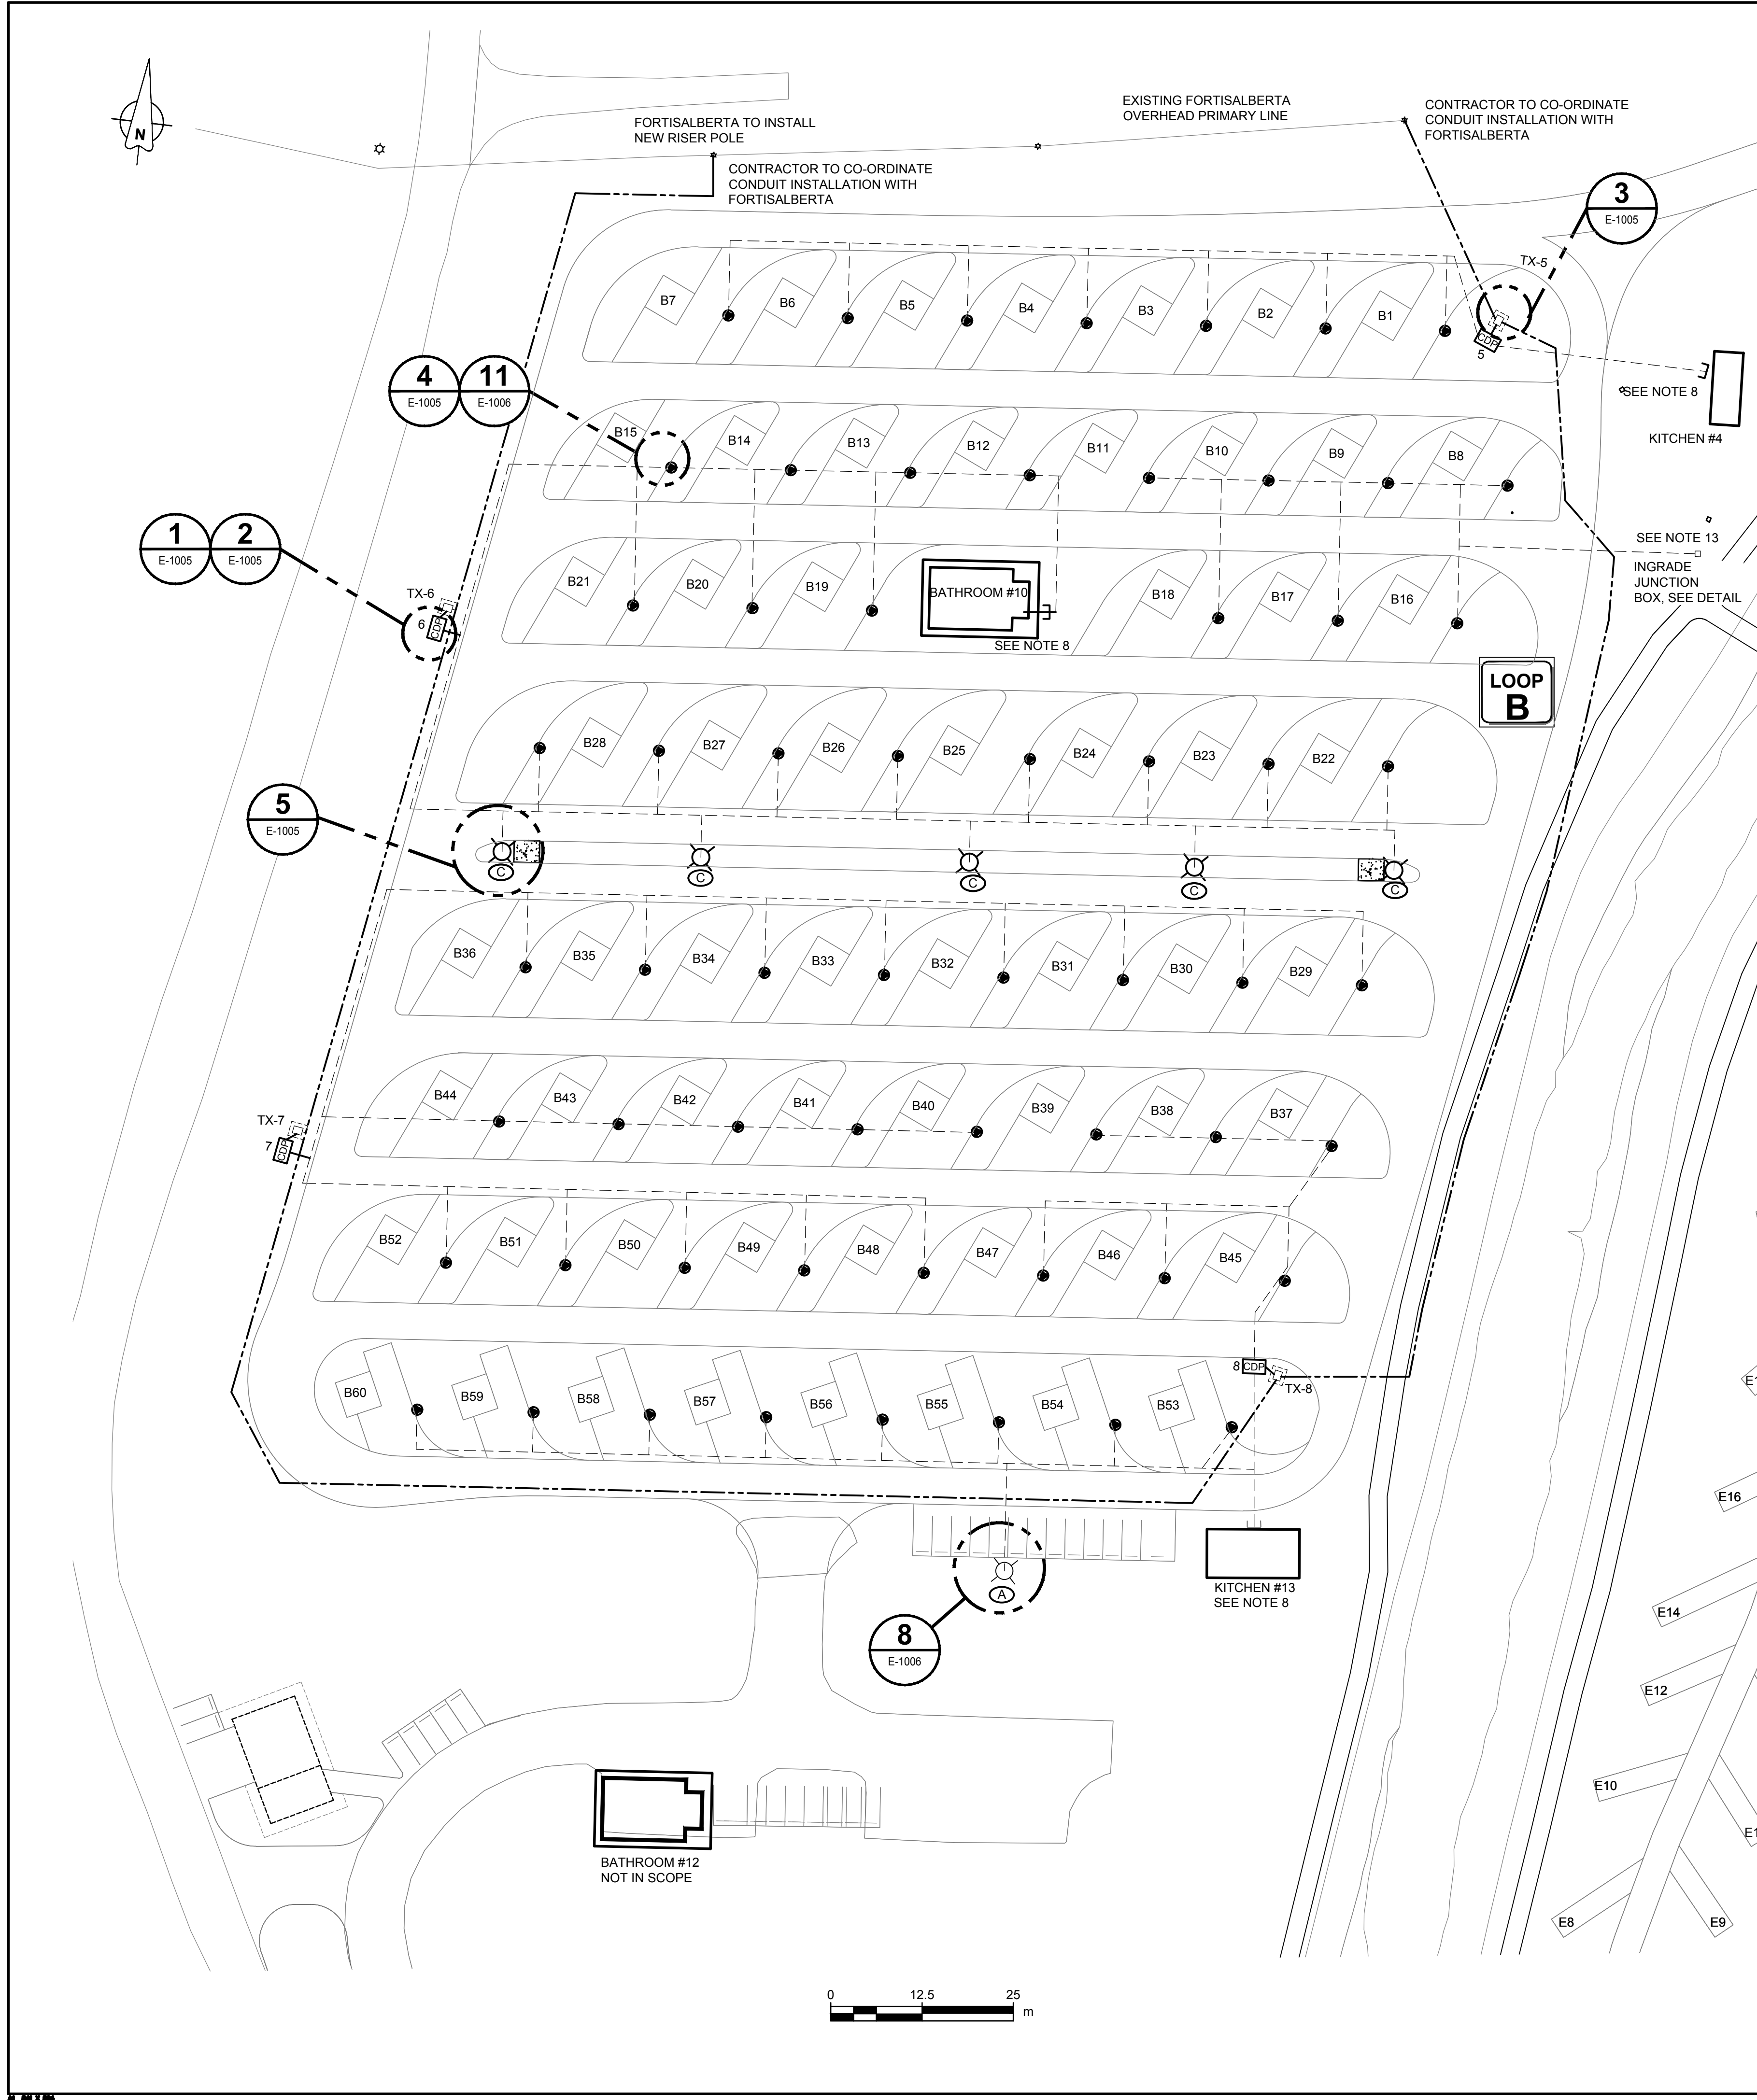 N
FORTISALBERTA TO INSTALL
NEW RISER POLE
CONTRACTOR TO CO-ORDINATE
CONDUIT INSTALLATION WITH
FORTISALBERTA
EXISTING FORTISALBERTA
OVERHEAD PRIMARY LINE
CONTRACTOR TO CO-ORDINATE
CONDUIT INSTALLATION WITH
FORTISALBERTA
3
E-1005
TX-5
CDP
5
B7
B6
B5
B4
B3
B2
B1
SEE NOTE 8
KITCHEN #4
4
E-1005
11
E-1006
B15
B14
B13
B12
B11
B10
B9
B8
1
E-1005
2
E-1005
TX-6
6
CDP
SEE NOTE 13
INGRADE
JUNCTION
BOX, SEE DETAIL
B21
B20
B19
BATHROOM #10
SEE NOTE 8
B18
B17
B16
LOOP
B
B28
B27
B26
B25
B24
B23
B22
5
E-1005
C
C
C
C
C
B36
B35
B34
B33
B32
B31
B30
B29
B44
B43
B42
B41
B40
B39
B38
B37
TX-7
7
CDP
B52
B51
B50
B49
B48
B47
B46
B45
8
CDP
TX-8
B60
B59
B58
B57
B56
B55
B54
B53
A
8
E-1006
KITCHEN #13
SEE NOTE 8
E16
E14
E12
E10
E8
E9
BATHROOM #12
NOT IN SCOPE
0
12.5
25
m